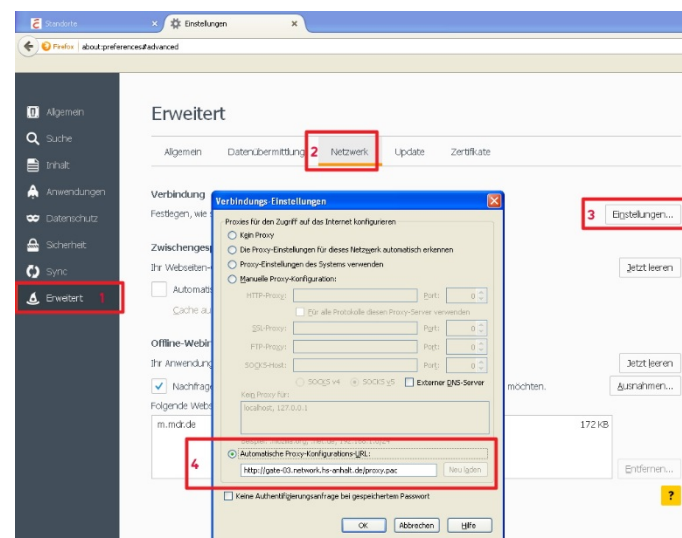 Standorte × Einstellungen ×
Firefox about:preferences#advanced
Allgemein
Suche
Inhalt
Anwendungen
Datenschutz
Sicherheit
Sync
Erweitert 1
Erweitert
Allgemein Datenübermittlung 2 Netzwerk Update Zertifikate
Verbindung
Festlegen, wie
3 Einstellungen...
Zwischengesp
Ihr Webseiten-
Jetzt leeren
Automatis
Cache au
Offline-Webin
Ihr Anwendung
Jetzt leeren
Nachfrage
möchten.
Ausnahmen...
Folgende Webs
m.mdr.de
172 KB
Entfernen...
?
Verbindungs-Einstellungen
Proxies für den Zugriff auf das Internet konfigurieren
Kein Proxy
Die Proxy-Einstellungen für dieses Netzwerk automatisch erkennen
Proxy-Einstellungen des Systems verwenden
Manuelle Proxy-Konfiguration:
HTTP-Proxy: Port: 0
Für alle Protokolle diesen Proxy-Server verwenden
SSL-Proxy: Port: 0
FTP-Proxy: Port: 0
SOCKS-Host: Port: 0
SOCKS v4 SOCKS v5 Externer DNS-Server
Kein Proxy für:
localhost, 127.0.0.1
4
Automatische Proxy-Konfigurations-URL:
http://gate-03.network.hs-anhalt.de/proxy.pac Neu laden
Keine Authentifizierungsanfrage bei gespeichertem Passwort
OK Abbrechen Hilfe